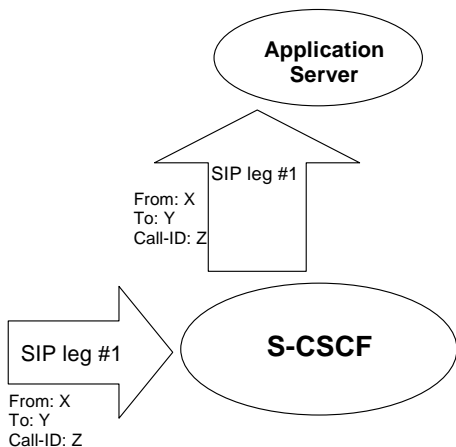 Application
Server
SIP leg #1
From: X
To: Y
Call-ID: Z
SIP leg #1
S-CSCF
From: X
To: Y
Call-ID: Z